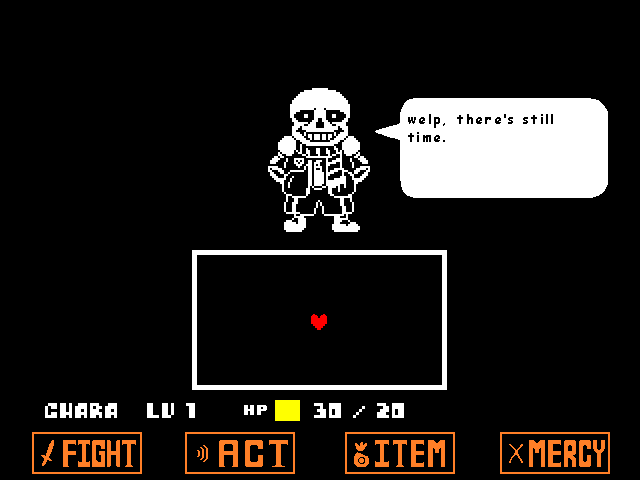 welp, there's still
time.
CHARA LV 1 HP 30 / 20
FIGHT ACT ITEM MERCY